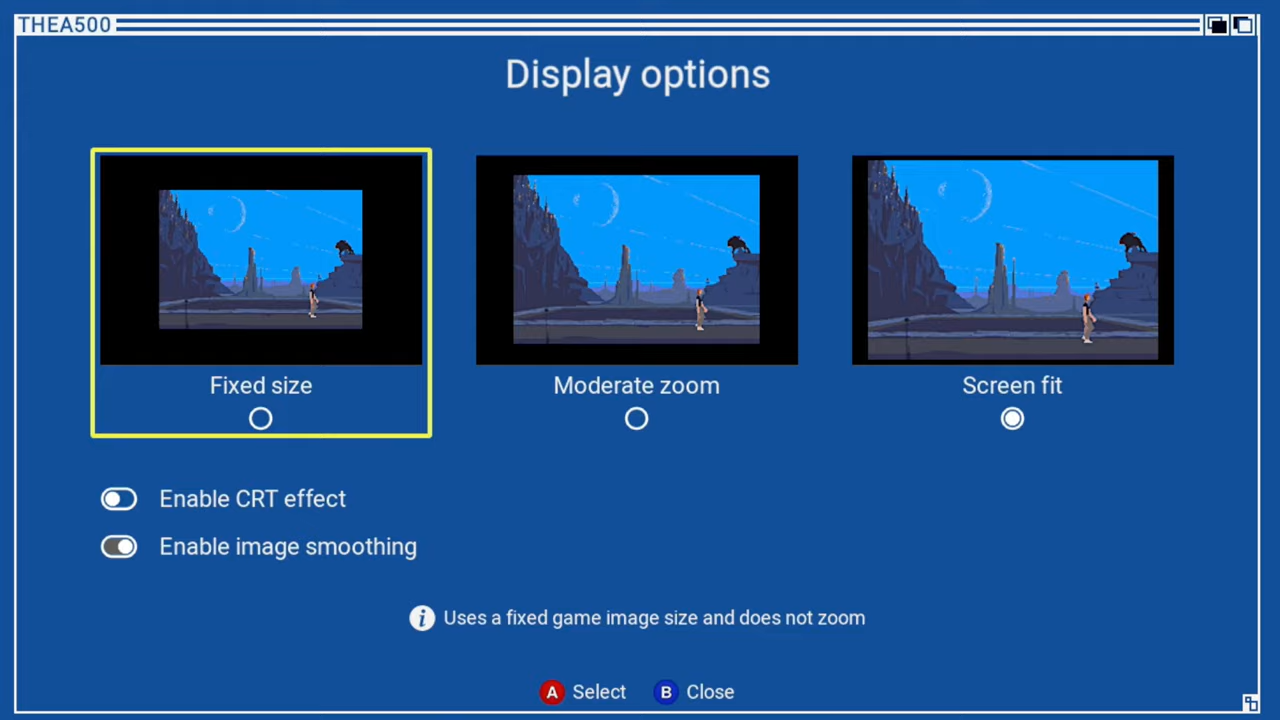 THEA500
Display options
Fixed size
Moderate zoom
Screen fit
Enable CRT effect
Enable image smoothing
i Uses a fixed game image size and does not zoom
A Select B Close